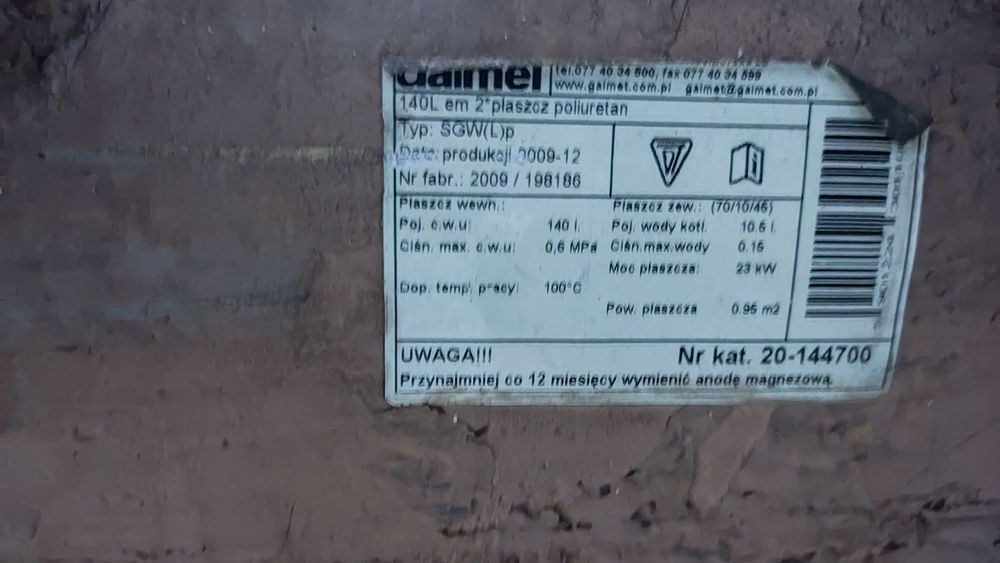 Galmet
tel.077 40 34 500, fax 077 40 34 599
www.galmet.com.pl galmet@galmet.com.pl
140L em 2*płaszcz poliuretan
Typ: SGW(L)p
Data produkcji 2009-12
Nr fabr.: 2009 / 198186
Płaszcz wewn.: Płaszcz zew.: (70/10/45)
Poj. c.w.u: 140 l. Poj. wody kotł. 10.5 l.
Ciśn. max. c.w.u: 0,6 MPa Ciśn.max.wody 0.15
Moc płaszcza: 23 kW
Dop. temp. pracy: 100°C
Pow. płaszcza 0.95 m2
UWAGA!!! Nr kat. 20-144700
Przynajmniej co 12 miesięcy wymienić anodę magnezową